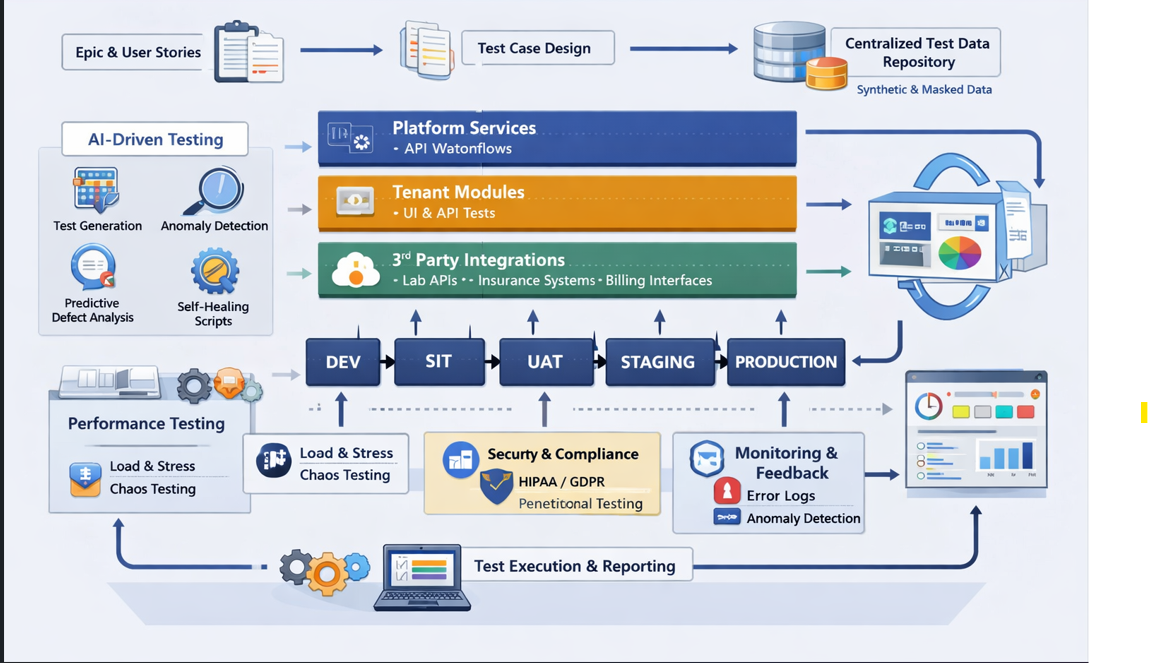 Epic & User Stories
Test Case Design
Centralized Test Data
Repository
Synthetic & Masked Data
AI-Driven Testing
Test Generation
Anomaly Detection
Predictive
Defect Analysis
Self-Healing
Scripts
Platform Services
- API Watonflows
Tenant Modules
- UI & API Tests
3rd Party Integrations
- Lab APIs -- Insurance Systems - Billing Interfaces
DEV
SIT
UAT
STAGING
PRODUCTION
Performance Testing
Load & Stress
Chaos Testing
Load & Stress
Chaos Testing
Securty & Compliance
HIPAA / GDPR
Penetitional Testing
Monitoring &
Feedback
Error Logs
Anomaly Detection
Test Execution & Reporting